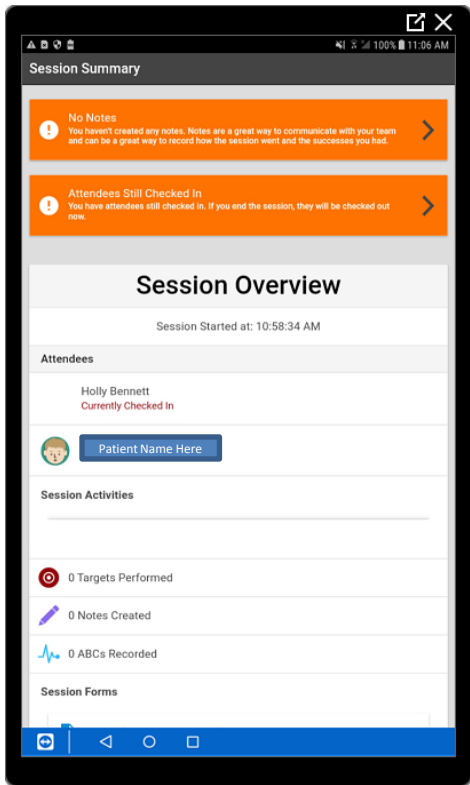 100% 11:06 AM
Session Summary
No Notes
You haven't created any notes. Notes are a great way to communicate with your team
and can be a great way to record how the session went and the successes you had.
Attendees Still Checked In
You have attendees still checked in. If you end the session, they will be checked out
now.
Session Overview
Session Started at: 10:58:34 AM
Attendees
Holly Bennett
Currently Checked In
Patient Name Here
Session Activities
0 Targets Performed
0 Notes Created
0 ABCs Recorded
Session Forms